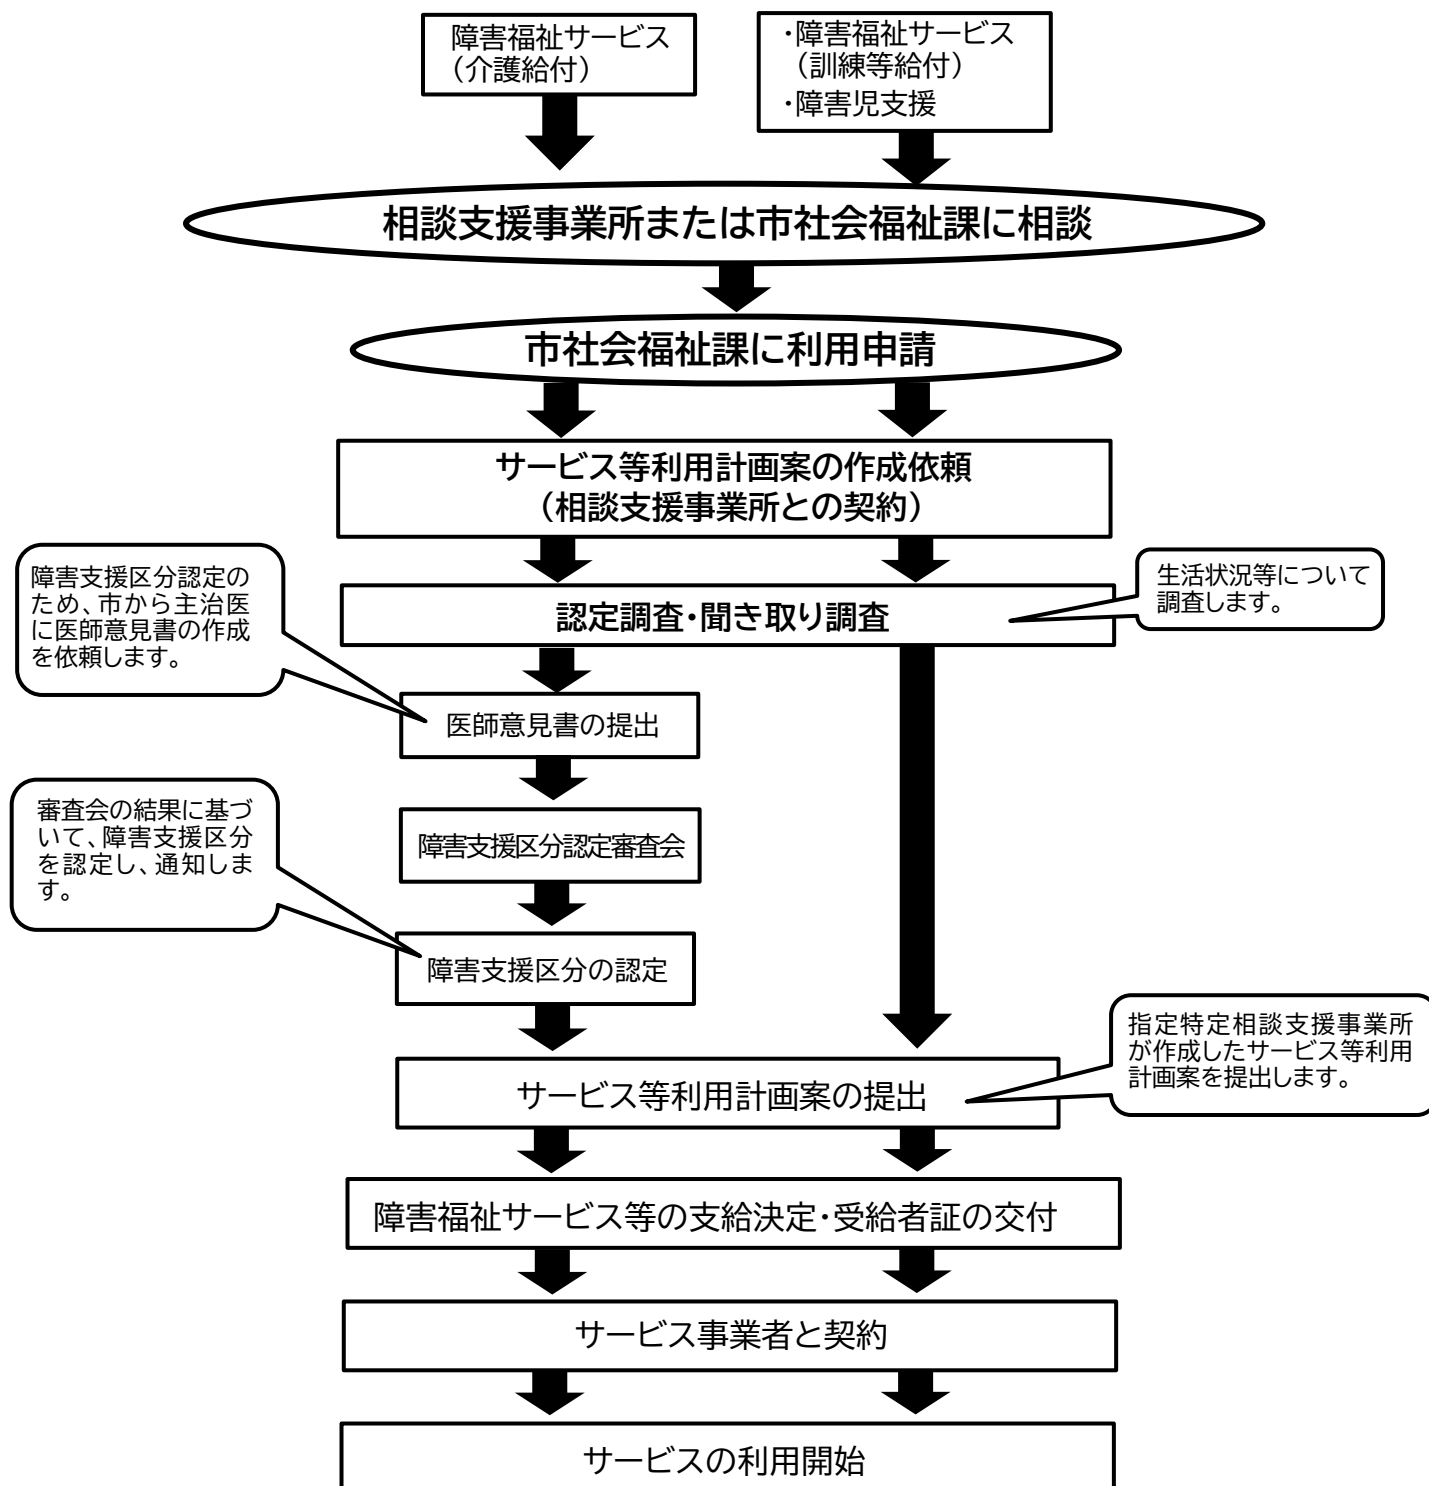 障害福祉サービス
（介護給付）
・障害福祉サービス
（訓練等給付）
・障害児支援
相談支援事業所または市社会福祉課に相談
市社会福祉課に利用申請
サービス等利用計画案の作成依頼
（相談支援事業所との契約）
障害支援区分認定の
ため、市から主治医
に医師意見書の作成
を依頼します。
生活状況等について
調査します。
認定調査・聞き取り調査
医師意見書の提出
審査会の結果に基づ
いて、障害支援区分
を認定し、通知しま
す。
障害支援区分認定審査会
障害支援区分の認定
指定特定相談支援事業所
が作成したサービス等利用
計画案を提出します。
サービス等利用計画案の提出
障害福祉サービス等の支給決定・受給者証の交付
サービス事業者と契約
サービスの利用開始